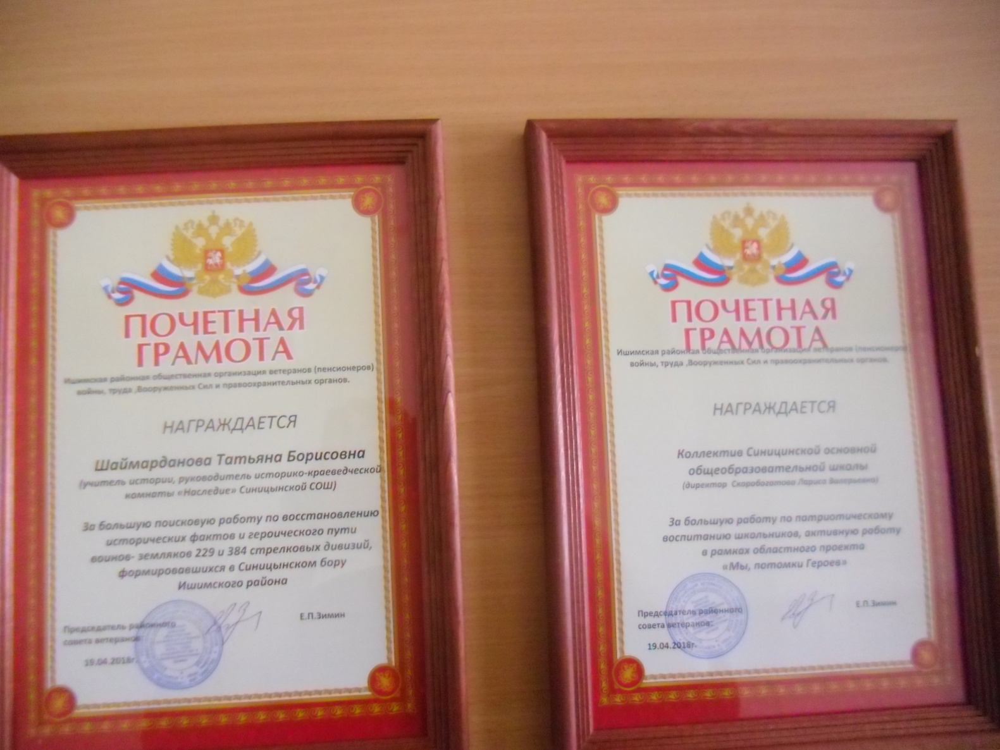 ПОЧЕТНАЯ
ГРАМОТА
Ишимская районная общественная организация ветеранов (пенсионеров)
войны, труда ,Вооруженных Сил и правоохранительных органов.
НАГРАЖДАЕТСЯ
Шаймарданова Татьяна Борисовна
(учитель истории, руководитель историко-краеведческой
комнаты «Наследие» Синицынской СОШ)
За большую поисковую работу по восстановлению
исторических фактов и героического пути
воинов- земляков 229 и 384 стрелковых дивизий,
формировавшихся в Синицынском бору
Ишимского района
Председатель районного
совета ветеранов:
Е.П.Зимин
19.04.2018г.
ПОЧЕТНАЯ
ГРАМОТА
Ишимская районная общественная организация ветеранов (пенсионеров
войны, труда ,Вооруженных Сил и правоохранительных органов.
НАГРАЖДАЕТСЯ
Коллектив Синицинской основной
общеобразовательной школы
(директор Скоробогатова Лариса Валерьевна)
За большую работу по патриотическому
воспитанию школьников, активную работу
в рамках областного проекта
«Мы, потомки Героев»
Председатель районного
совета ветеранов:
Е.П.Зимин
19.04.2018г.